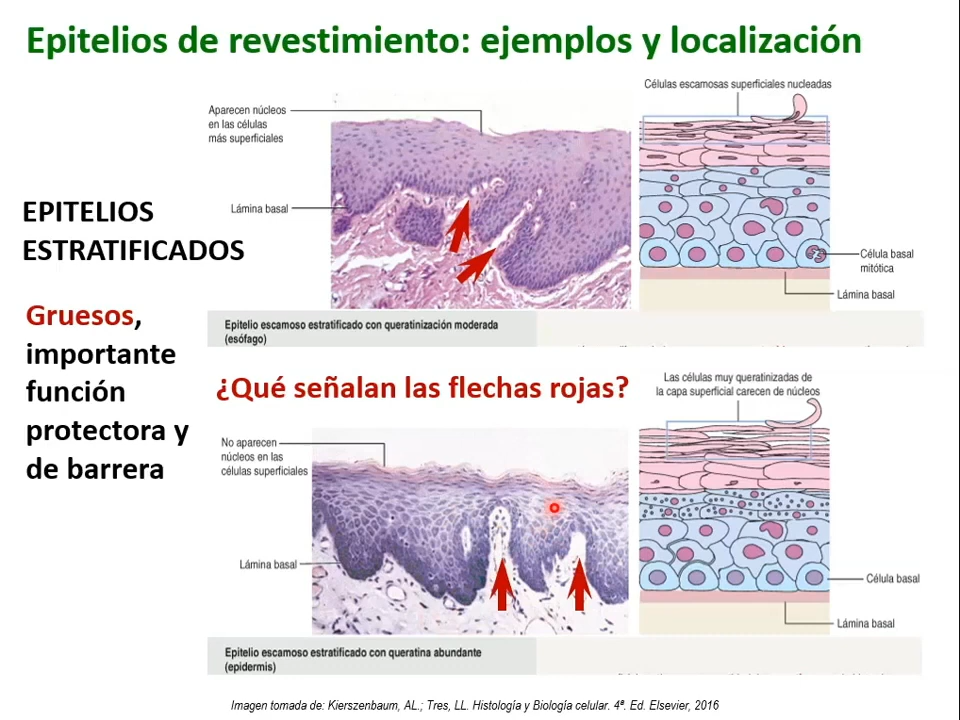 Epitelios de revestimiento: ejemplos y localización
Células escamosas superficiales nucleadas
Aparecen núcleos
en las células
más superficiales
Lámina basal
EPITELIOS
ESTRATIFICADOS
Célula basal
mitótica
Lámina basal
Epitelio escamoso estratificado con queratinización moderada
(esófago)
Gruesos,
importante
función
protectora y
de barrera
¿Qué señalan las flechas rojas?
Las células muy queratinizadas de
la capa superficial carecen de núcleos
No aparecen
núcleos en las
células superficiales
Lámina basal
Célula basal
Lámina basal
Epitelio escamoso estratificado con queratina abundante
(epidermis)
Imagen tomada de: Kierszenbaum, AL.; Tres, LL. Histología y Biología celular. 4ª. Ed. Elsevier, 2016